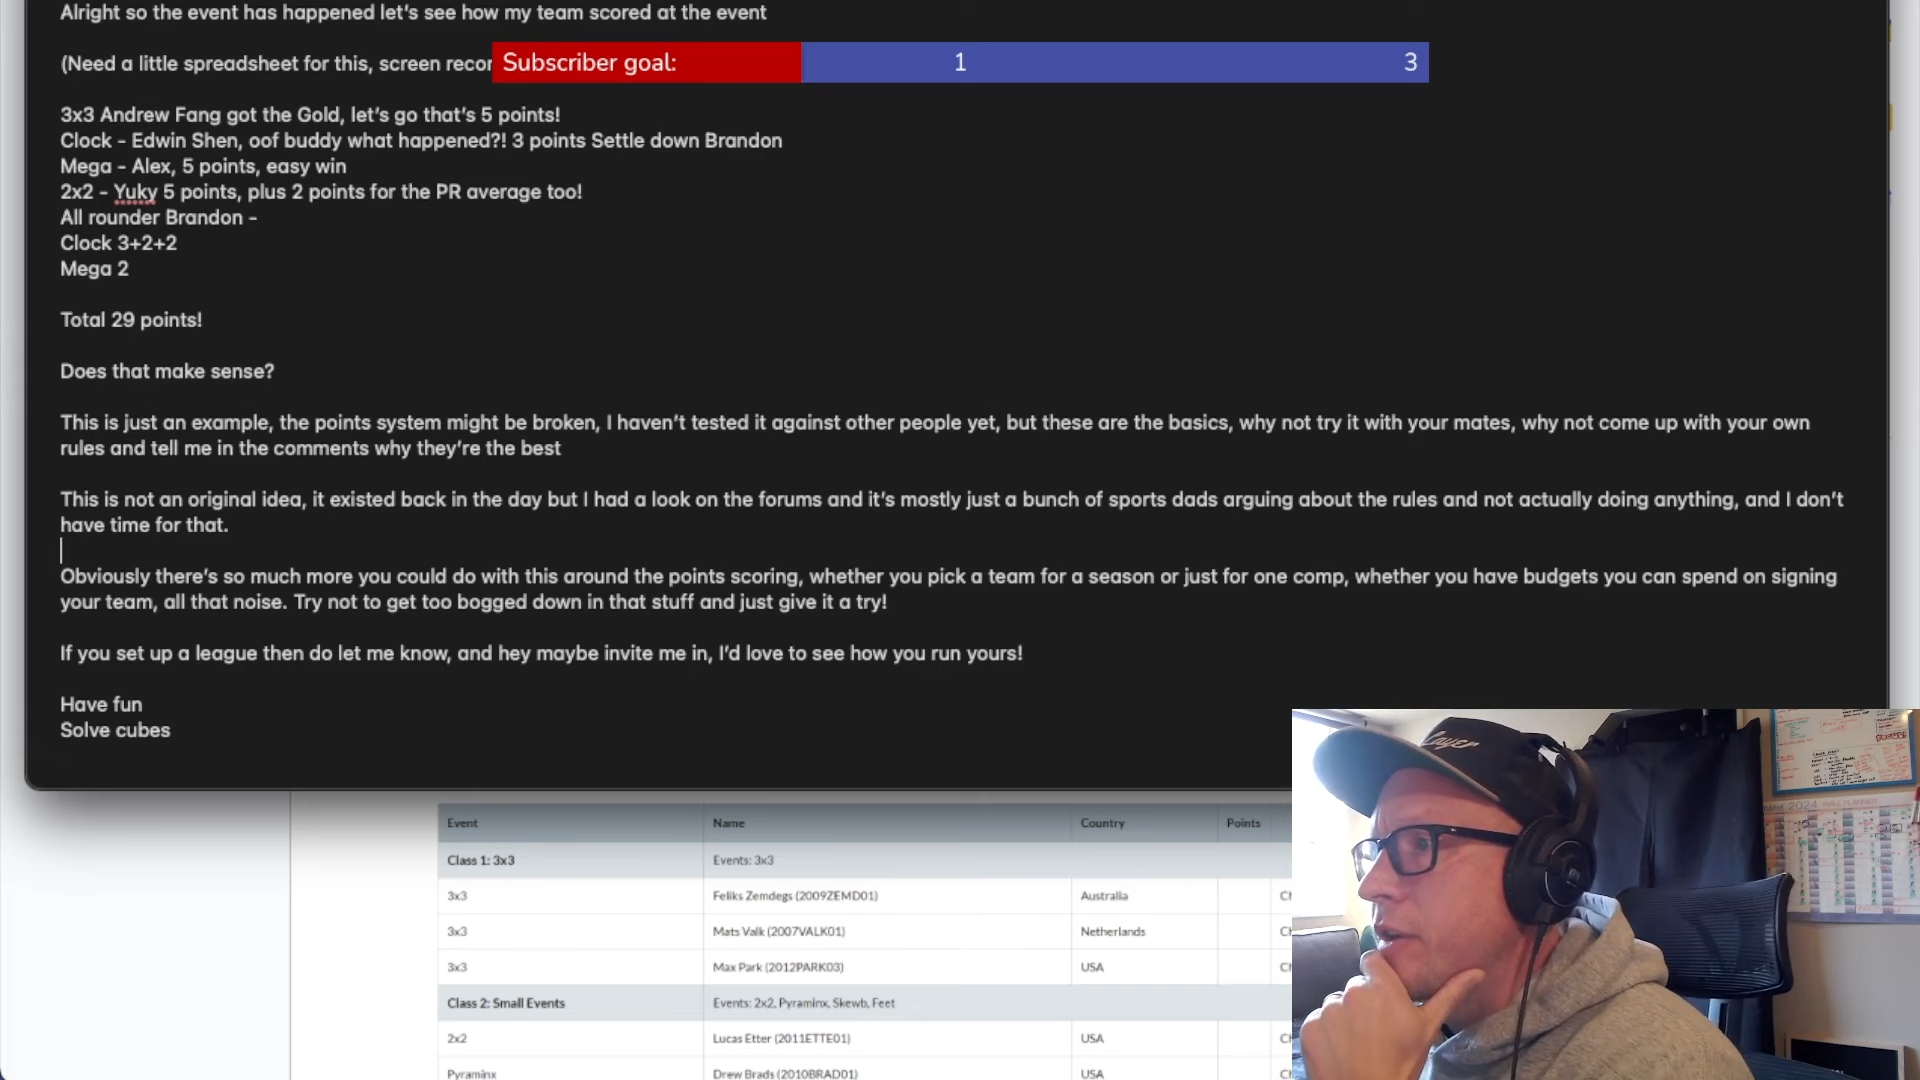 Alright so the event has happened let's see how my team scored at the event
(Need a little spreadsheet for this, screen recor
Subscriber goal: 1 3
3x3 Andrew Fang got the Gold, let's go that's 5 points!
Clock - Edwin Shen, oof buddy what happened?! 3 points Settle down Brandon
Mega - Alex, 5 points, easy win
2x2 - Yuky 5 points, plus 2 points for the PR average too!
All rounder Brandon -
Clock 3+2+2
Mega 2
Total 29 points!
Does that make sense?
This is just an example, the points system might be broken, I haven't tested it against other people yet, but these are the basics, why not try it with your mates, why not come up with your own
rules and tell me in the comments why they're the best
This is not an original idea, it existed back in the day but I had a look on the forums and it's mostly just a bunch of sports dads arguing about the rules and not actually doing anything, and I don't
have time for that.
Obviously there's so much more you could do with this around the points scoring, whether you pick a team for a season or just for one comp, whether you have budgets you can spend on signing
your team, all that noise. Try not to get too bogged down in that stuff and just give it a try!
If you set up a league then do let me know, and hey maybe invite me in, I'd love to see how you run yours!
Have fun
Solve cubes
Event Name Country Points
Class 1: 3x3 Events: 3x3
3x3 Feliks Zemdegs (2009ZEMD01) Australia
3x3 Mats Valk (2007VALK01) Netherlands
3x3 Max Park (2012PARK03) USA
Class 2: Small Events Events: 2x2, Pyraminx, Skewb, Feet
2x2 Lucas Etter (2011ETTE01) USA
Pyraminx Drew Brads (2010BRAD01) USA
2024